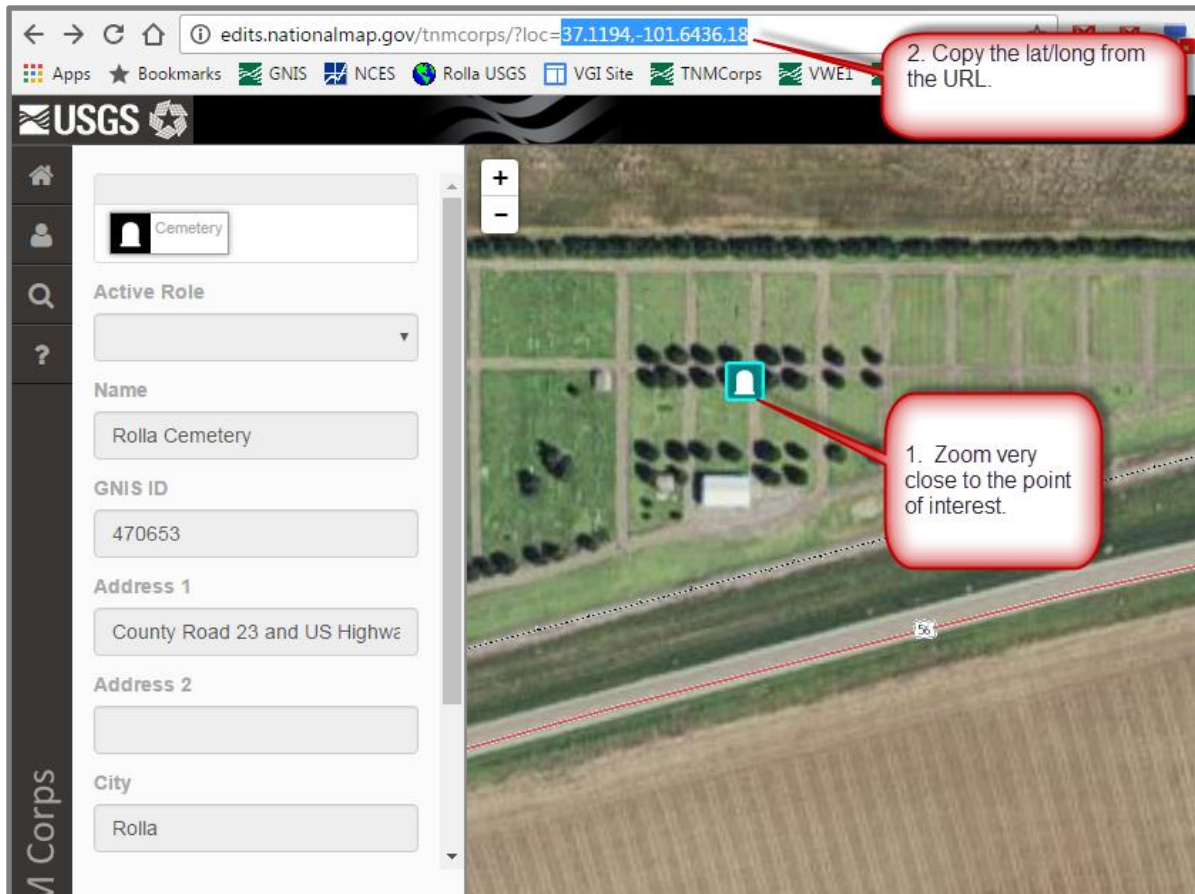 edits.nationalmap.gov/tnmcorps/?loc=37.1194,-101.6436,18
Apps Bookmarks GNIS NCES Rolla USGS VGI Site TNMCorps VWE1
2. Copy the lat/long from
the URL.
USGS
Cemetery
+
-
Active Role
?
Name
Rolla Cemetery
GNIS ID
470653
1. Zoom very
close to the point
of interest.
Address 1
County Road 23 and US Highwa
56
Address 2
City
Rolla
M Corps